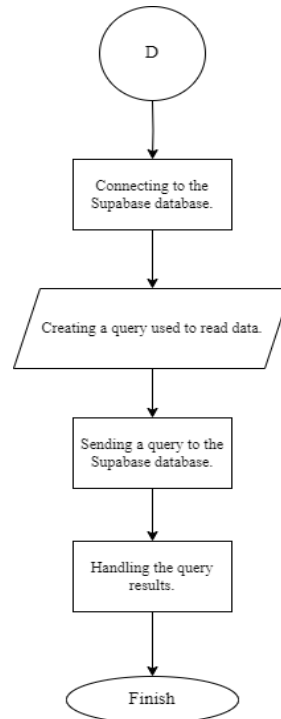 D
Connecting to the
Supabase database.
Creating a query used to read data.
Sending a query to the
Supabase database.
Handling the query
results.
Finish